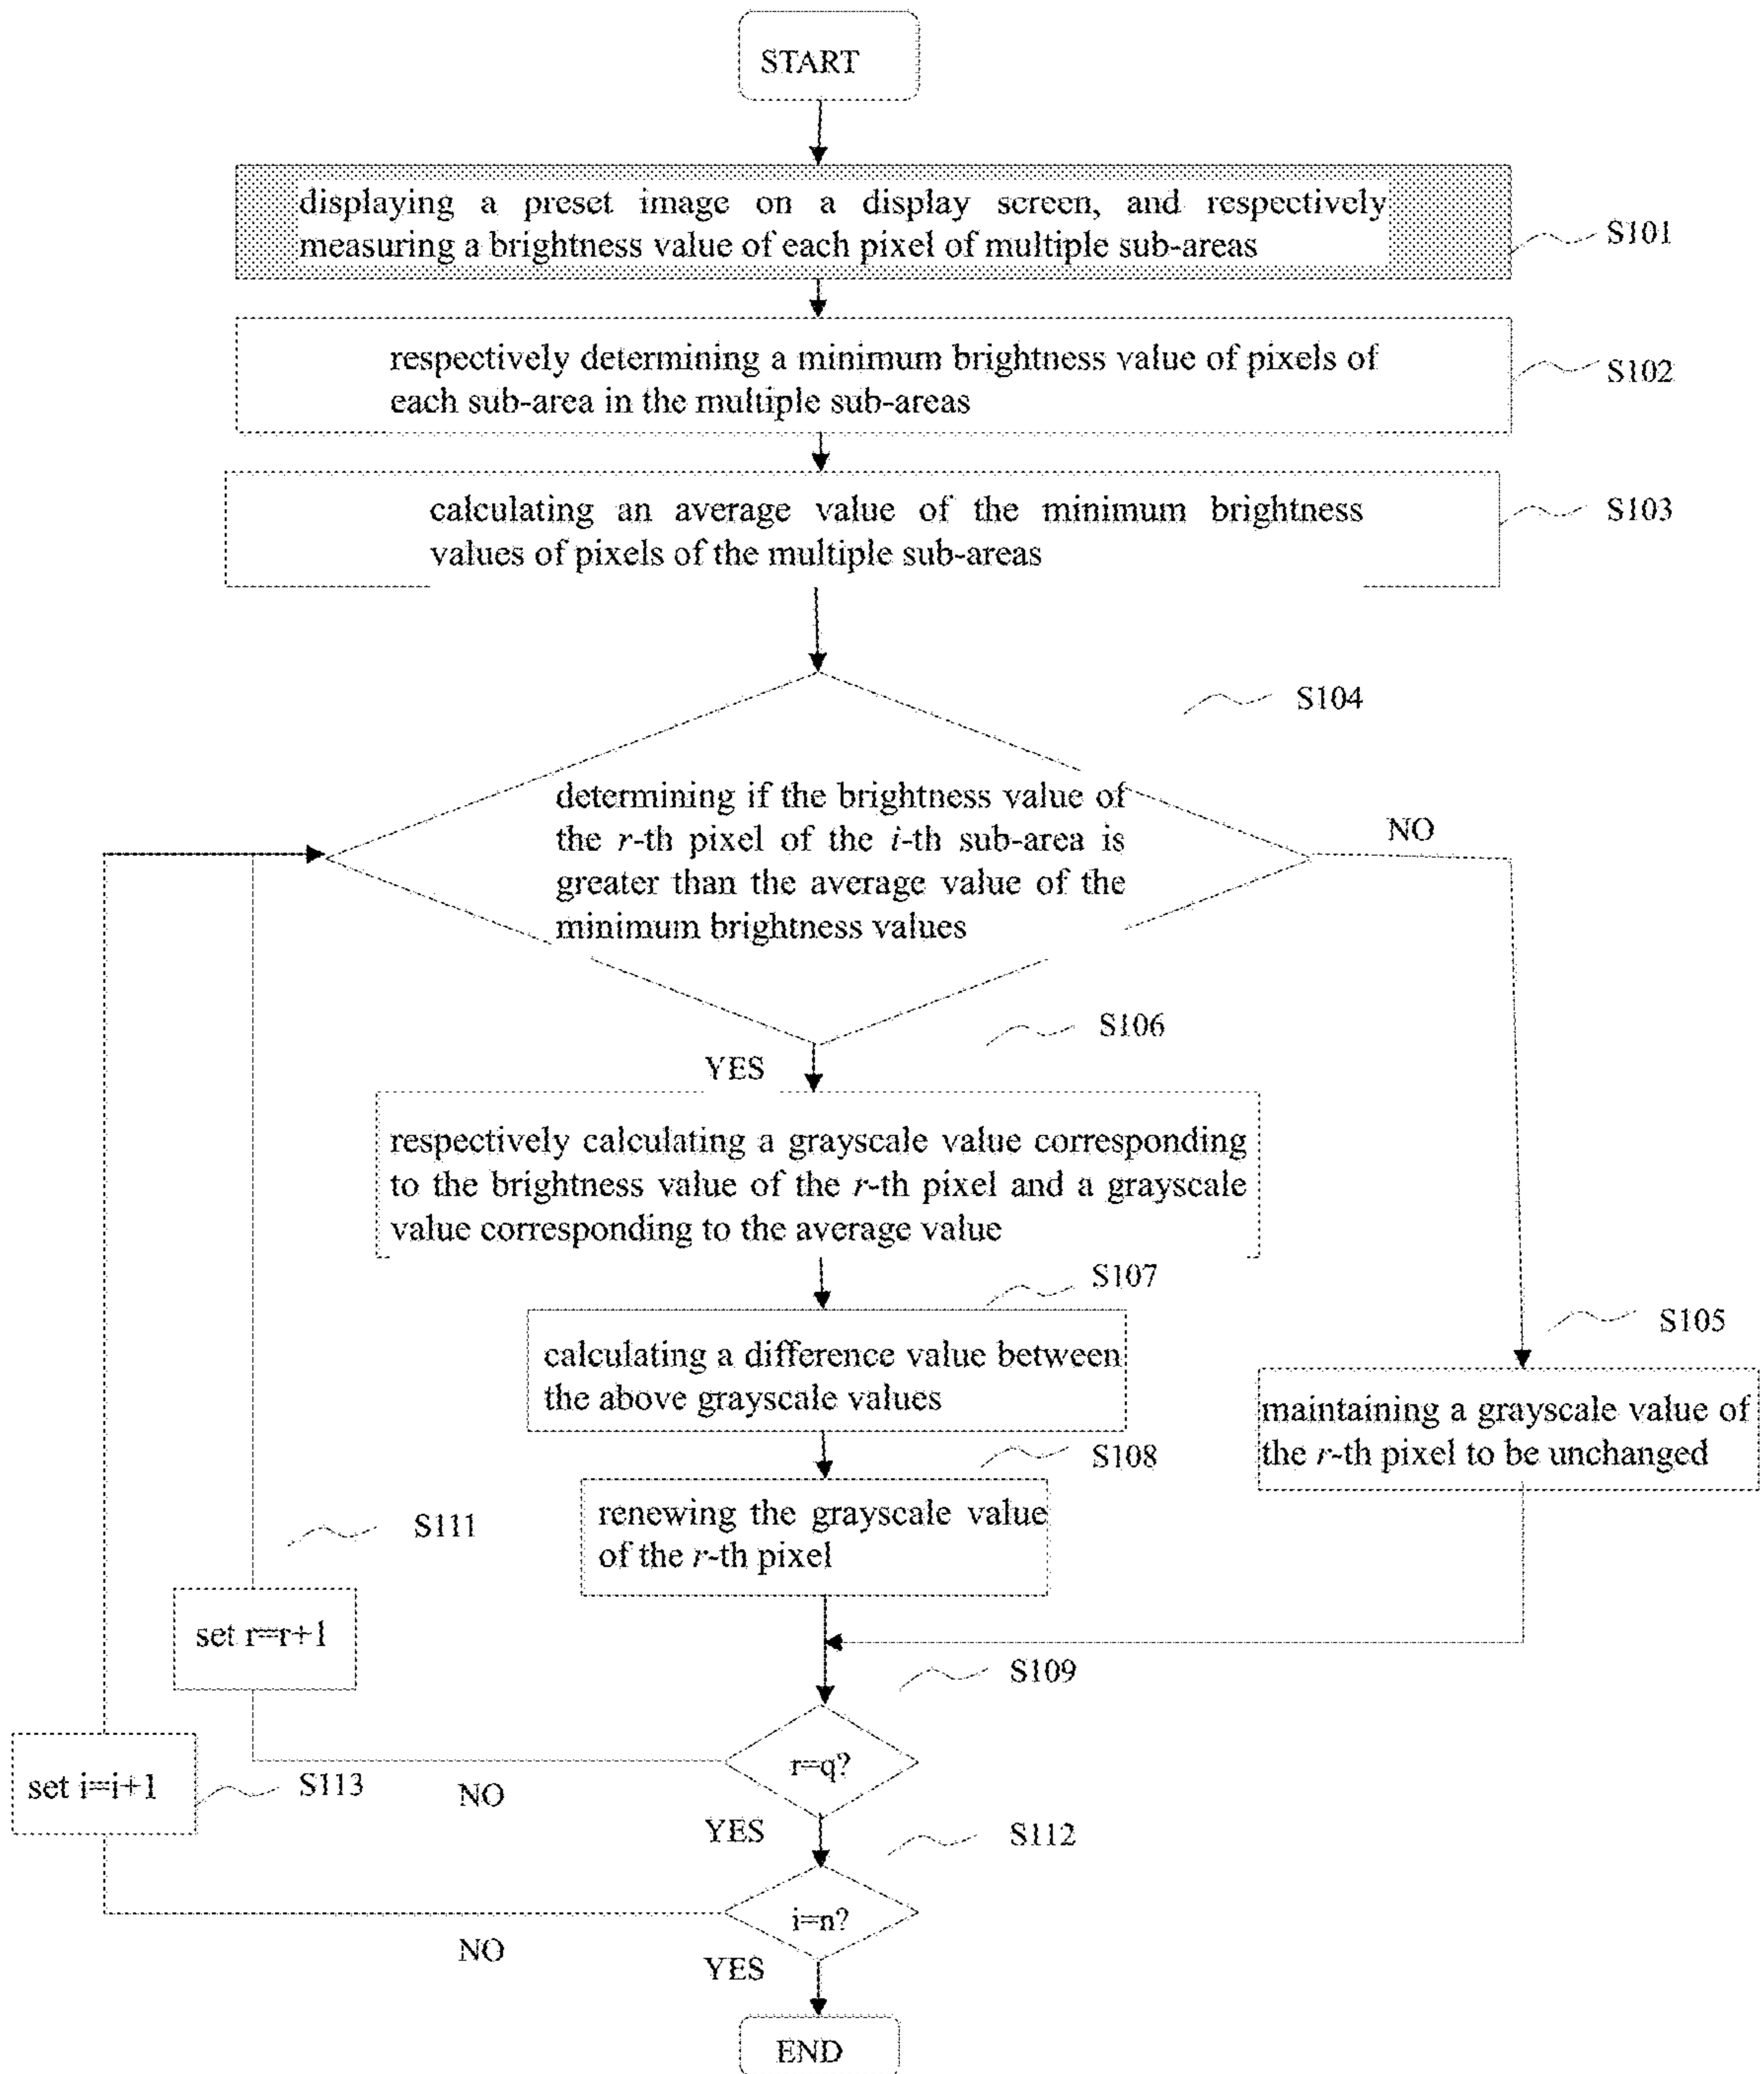 START
displaying a preset image on a display screen, and respectively
measuring a brightness value of each pixel of multiple sub-areas
S101
respectively determining a minimum brightness value of pixels of
each sub-area in the multiple sub-areas
S102
calculating an average value of the minimum brightness
values of pixels of the multiple sub-areas
S103
S104
determining if the brightness value of
the r-th pixel of the i-th sub-area is
greater than the average value of the
minimum brightness values
NO
S106
YES
respectively calculating a grayscale value corresponding
to the brightness value of the r-th pixel and a grayscale
value corresponding to the average value
S107
calculating a difference value between
the above grayscale values
S105
maintaining a grayscale value of
the r-th pixel to be unchanged
S108
renewing the grayscale value
of the r-th pixel
S111
set r=r+1
S109
r=q?
NO
YES
set i=i+1
S113
S112
i=n?
NO
YES
END